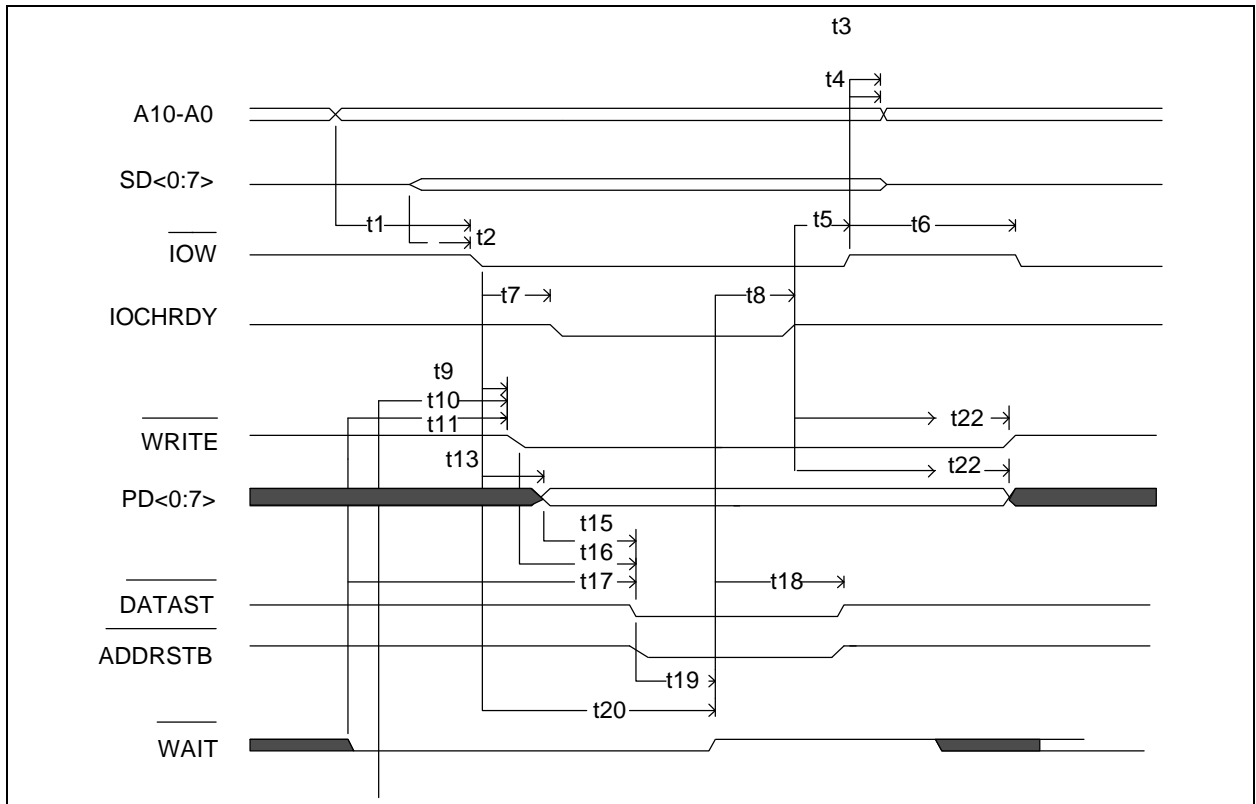 t3
t4
A10-A0
SD<0:7>
t1
t2
t5
t6
IOW
t7
t8
IOCHRDY
t9
t10
t11
t22
WRITE
t13
t22
PD<0:7>
t15
t16
t17
t18
DATAST
ADDRSTB
t19
t20
WAIT